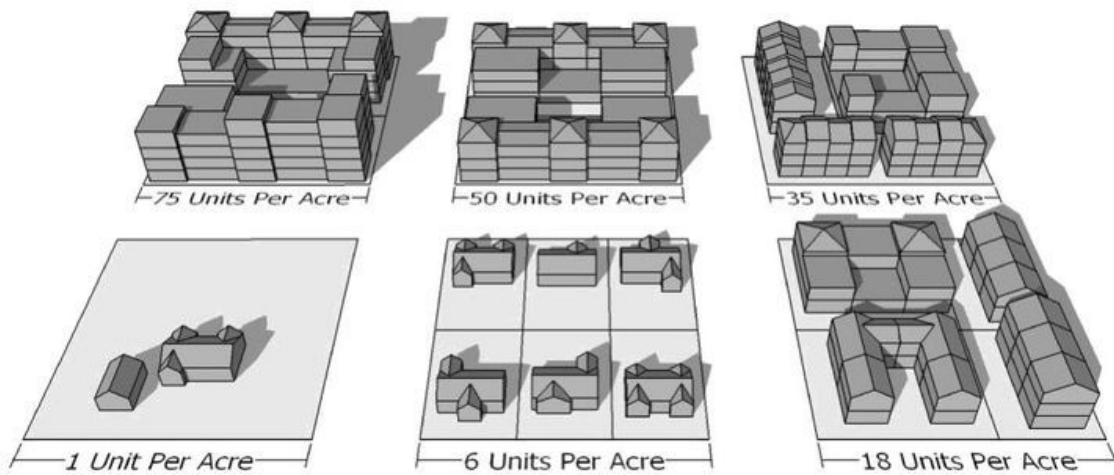 75 Units Per Acre
50 Units Per Acre
35 Units Per Acre
1 Unit Per Acre
6 Units Per Acre
18 Units Per Acre